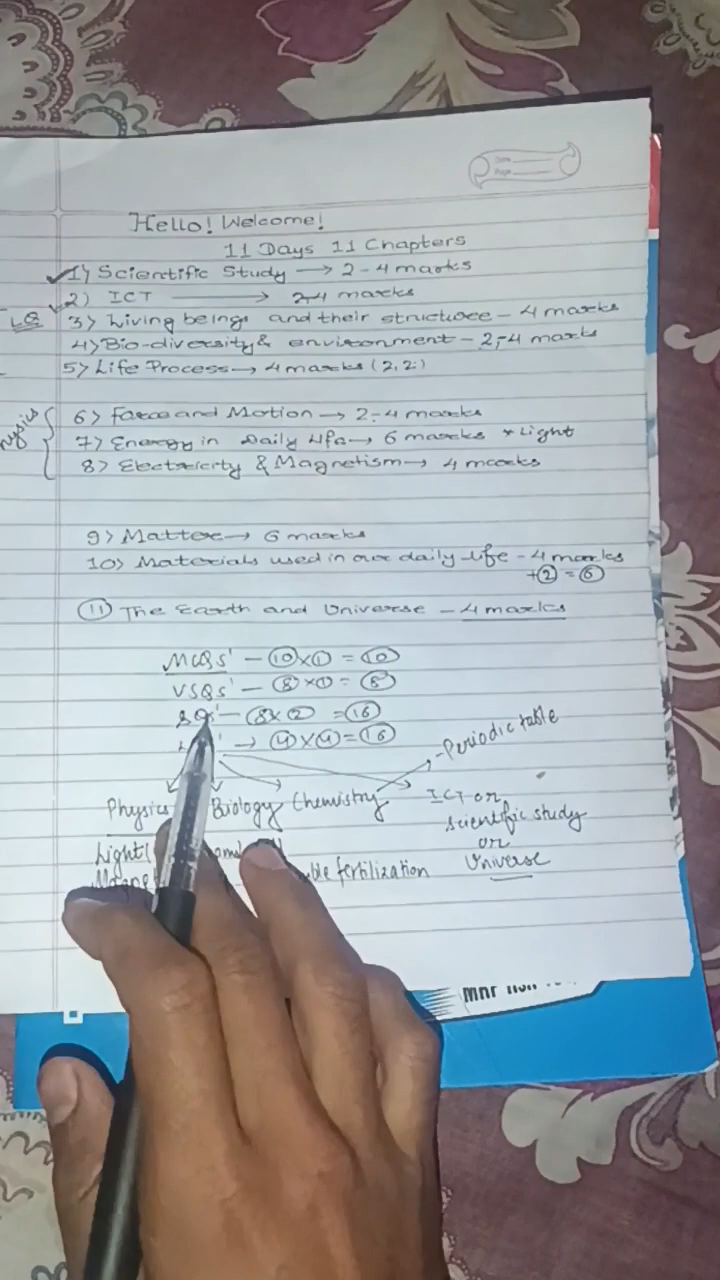 Date
Page
Hello! Welcome!
11 Days 11 Chapters
1) Scientific Study → 2-4 marks
2) ICT → 2-4 marks
LQ 3) Living beings and their structure - 4 marks
4) Bio-diversity & environment - 2,-4 marks
5) Life Process → 4 marks (2,2)
6) Force and Motion → 2-4 marks
7) Energy in Daily life → 6 marks * Light
8) Electricity & Magnetism → 4 marks
9) Matter → 6 marks
10) Materials used in our daily life - 4 marks
+② = ⑥
⑪ The Earth and Universe - 4 marks
MCQs' - ⑩×① = ⑩
VSQs' - ⑧×① = ⑧
SQs' - ⑧×② = ⑯
→ ④×④ = ⑯
Periodic table
Physics Biology Chemistry ICT or
scientific study
or
Light
fertilization Universe